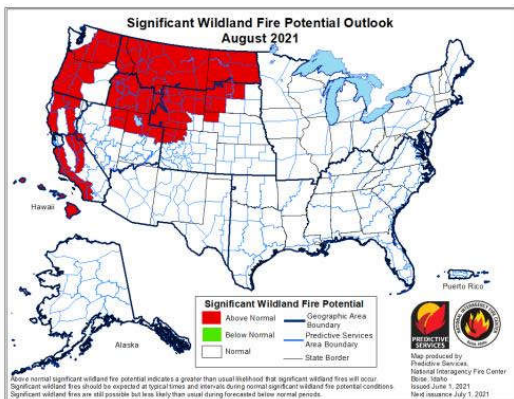 Significant Wildland Fire Potential Outlook
August 2021
Hawaii
Alaska
Puerto Rico
Significant Wildland Fire Potential
Above Normal
Below Normal
Normal
Geographic Area
Boundary
Predictive Services
Area Boundary
State Border
PREDICTIVE
SERVICES
Map produced by
Predictive Services,
National Interagency Fire Center
Boise, Idaho
Issued June 1, 2021
Next issuance July 1, 2021
Above normal significant wildland fire potential indicates a greater than usual likelihood that significant wildland fires will occur
Significant wildland fires should be expected at typical times and intervals during normal significant wildland fire potential conditions
Significant wildland fires are still possible but less likely than usual during forecasted below normal periods.